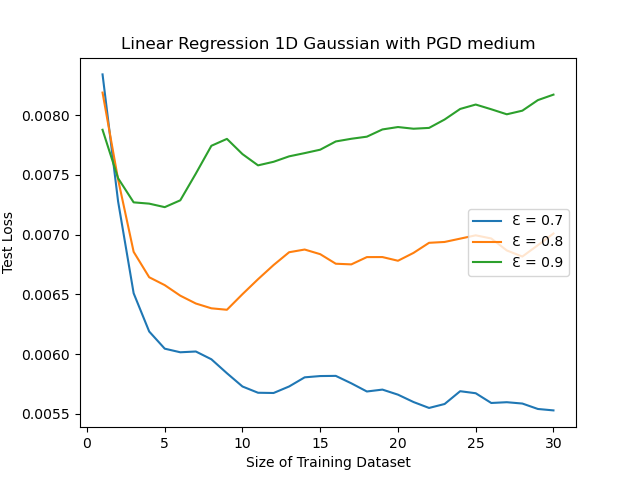 Linear Regression 1D Gaussian with PGD medium
Test Loss
0.0080
0.0075
0.0070
0.0065
0.0060
0.0055
Ɛ = 0.7
Ɛ = 0.8
Ɛ = 0.9
0
5
10
15
20
25
30
Size of Training Dataset